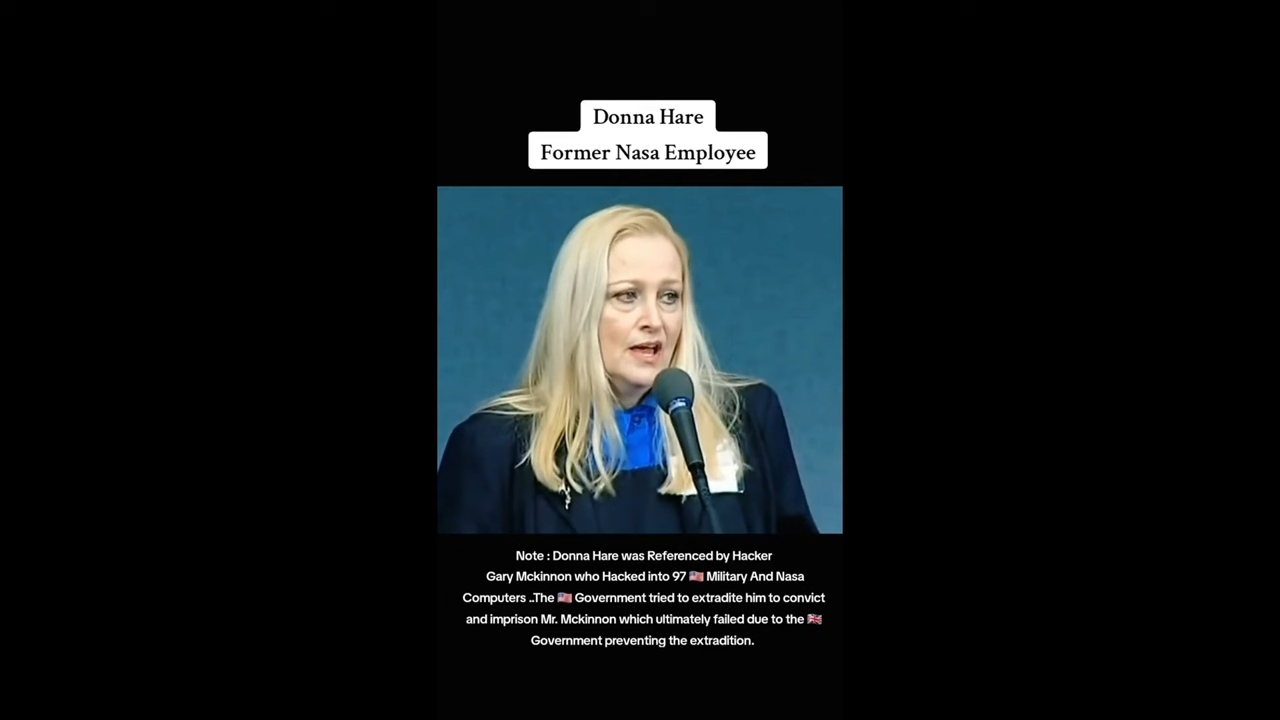 Donna Hare
Former Nasa Employee
Note : Donna Hare was Referenced by Hacker
Gary Mckinnon who Hacked into 97 🇺🇸 Military And Nasa
Computers ..The 🇺🇸 Government tried to extradite him to convict
and imprison Mr. Mckinnon which ultimately failed due to the 🇬🇧
Government preventing the extradition.